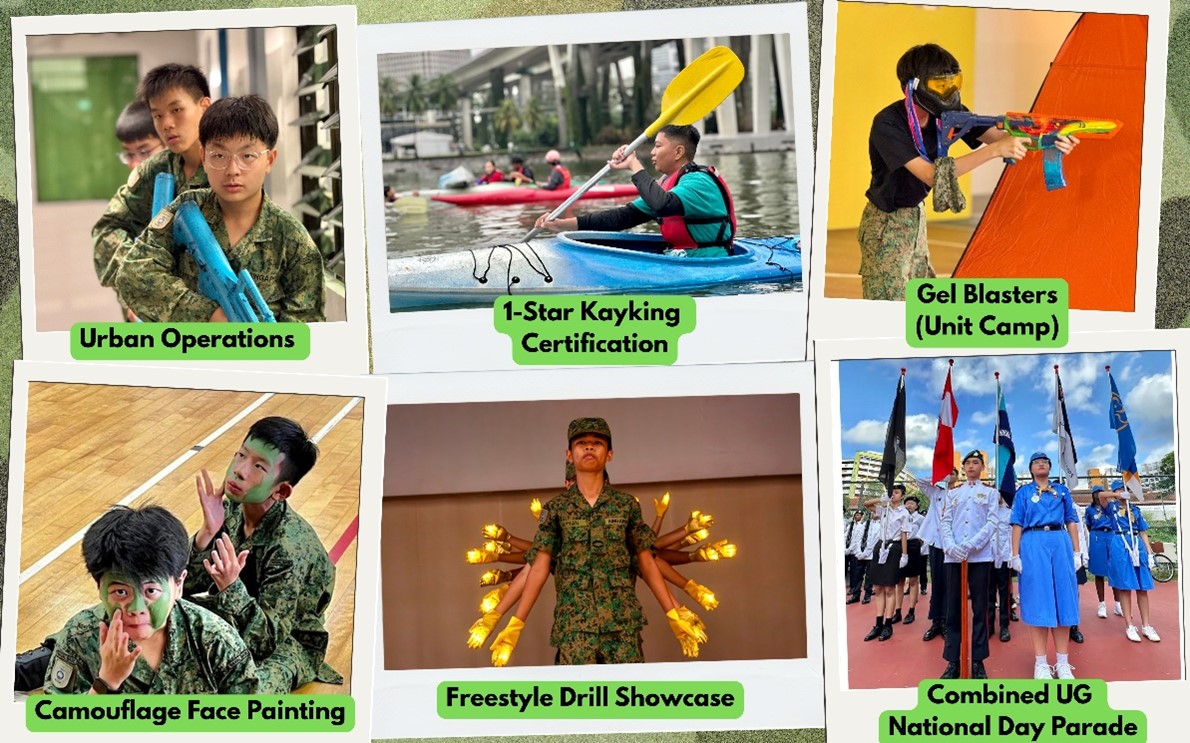 Urban Operations
1-Star Kayking
Certification
Gel Blasters
(Unit Camp)
Camouflage Face Painting
Freestyle Drill Showcase
Combined UG
National Day Parade